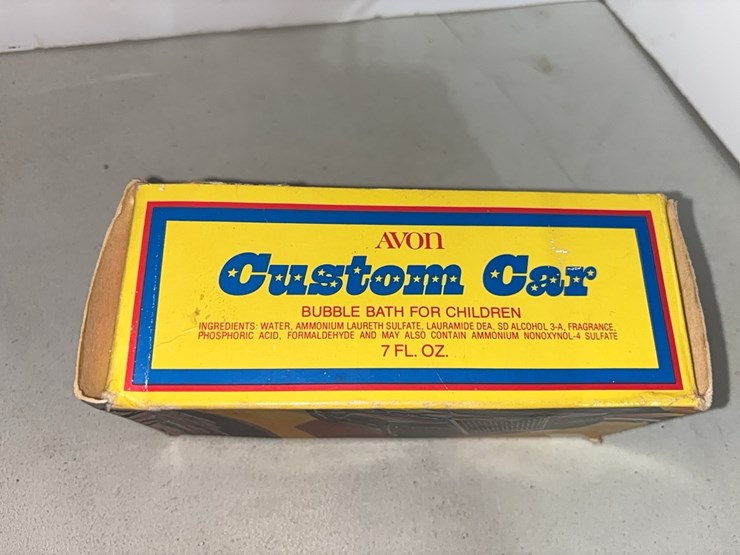 AVON
Custom Car
BUBBLE BATH FOR CHILDREN
INGREDIENTS: WATER, AMMONIUM LAURETH SULFATE, LAURAMIDE DEA, SD ALCOHOL 3-A, FRAGRANCE,
PHOSPHORIC ACID, FORMALDEHYDE AND MAY ALSO CONTAIN AMMONIUM NONOXYNOL-4 SULFATE
7 FL. OZ.